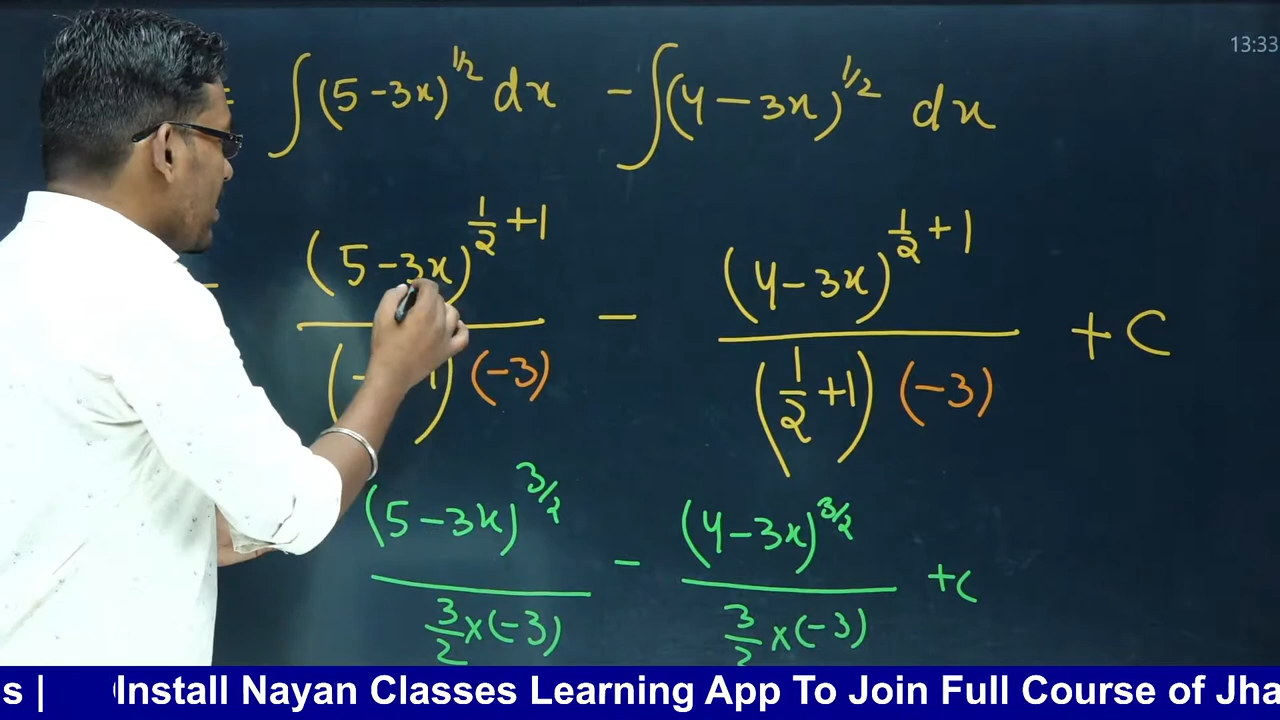 13:33
= ∫(5-3x)^1/2 dx - ∫(4-3x)^1/2 dx
(5-3x)^(1/2+1) / ( 1) (-3) - (4-3x)^(1/2+1) / (1/2+1) (-3) + C
(5-3x)^3/2 / 3/2 x(-3) - (4-3x)^3/2 / 3/2 x(-3) +C
s | Install Nayan Classes Learning App To Join Full Course of Jha